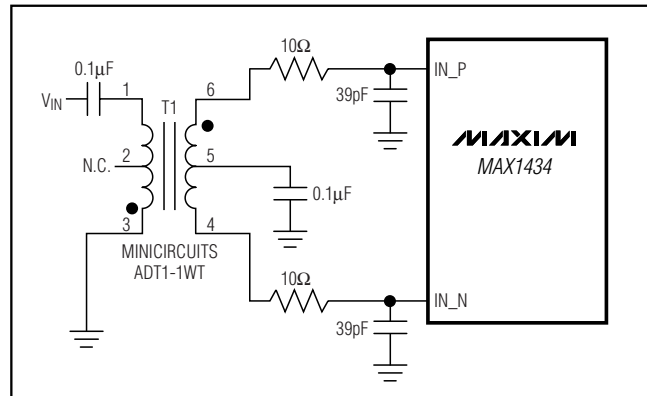 10Ω
0.1μF
39pF
IN_P
V_IN
1
T1
6
MAXIM
MAX1434
N.C.
2
5
0.1μF
3
4
MINICIRCUITS
ADT1-1WT
10Ω
IN_N
39pF